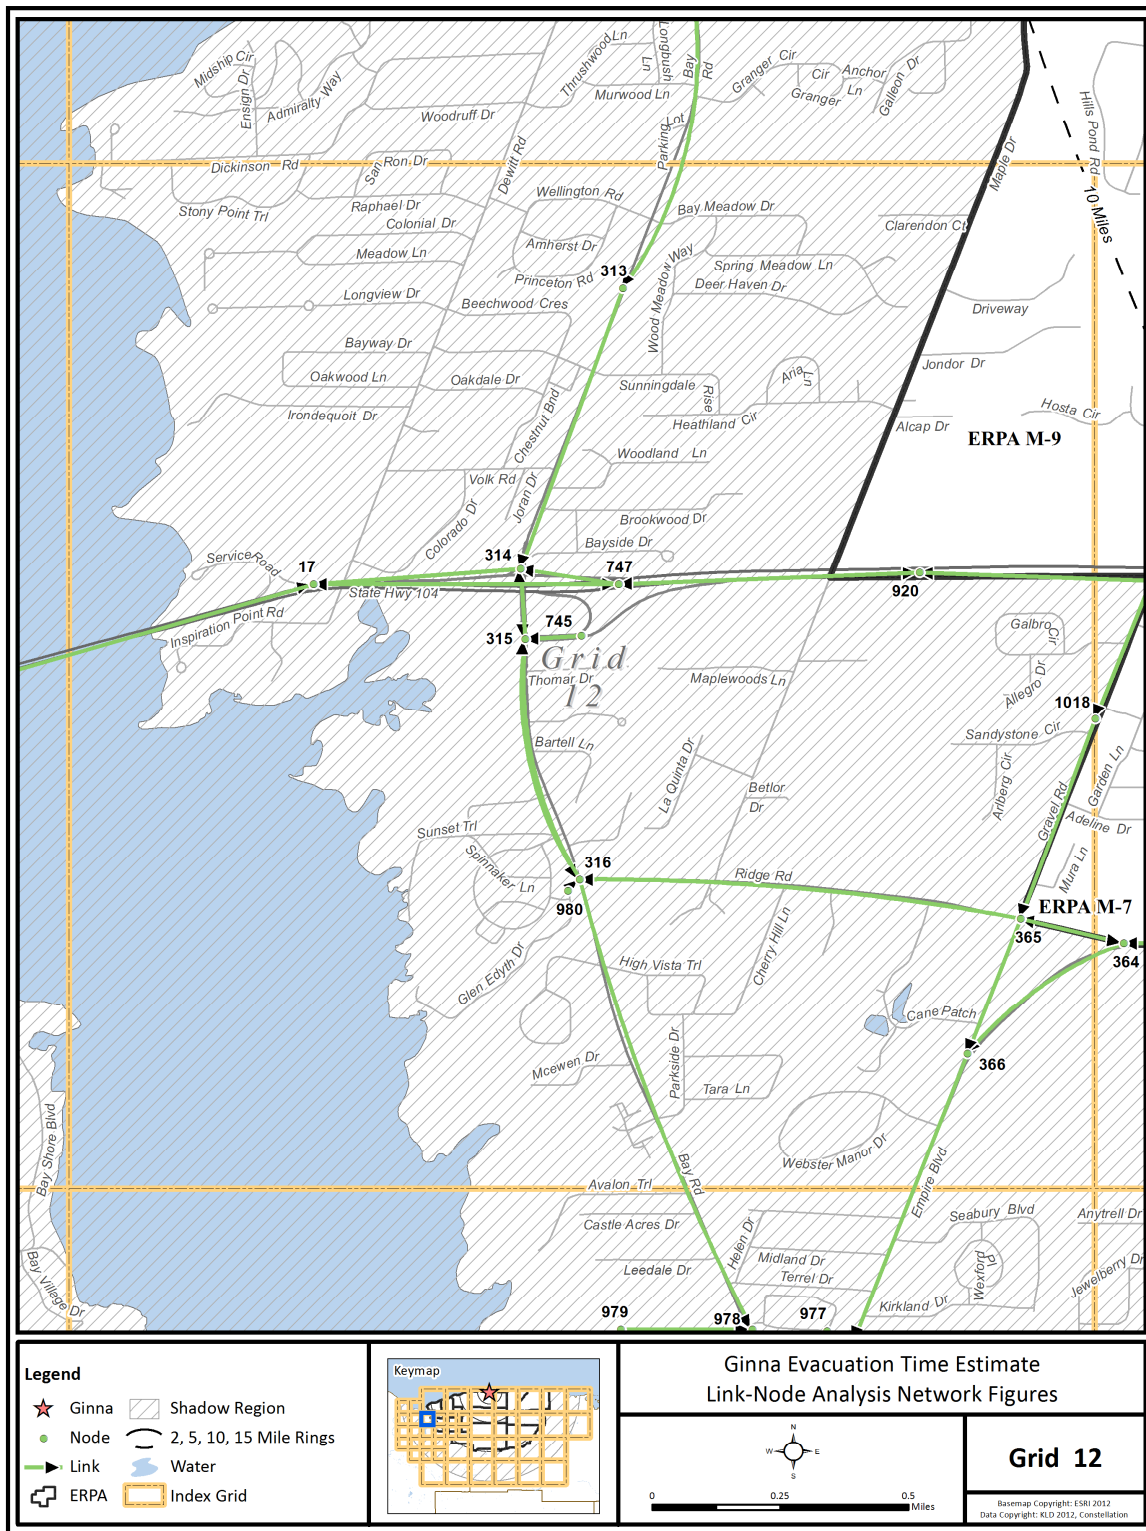 Midship Cir
Ensign Dr
Admiralty Way
Woodruff Dr
Thrushwood Ln
Ln
Longbush
Bay
Rd
Murwood Ln
Granger Cir
Cir
Anchor
Ln
Granger
Galleon Dr
Hills Pond Rd
Parking
Lot
Maple Dr
Dickinson Rd
San
Ron Dr
Dewitt Rd
Stony Point Trl
Raphael Dr
Wellington Rd
Bay Meadow Dr
10 Miles
Colonial Dr
Clarendon Ct
Meadow Ln
Amherst Dr
Wood Meadow Way
Spring Meadow Ln
313
Princeton Rd
Deer Haven Dr
Longview Dr
Beechwood Cres
Driveway
Bayway Dr
Jondor Dr
Oakwood Ln
Oakdale Dr
Sunningdale
Rise
Aria
Ln
Irondequoit Dr
Chestnut Bnd
Heathland Cir
Hosta Cir
Alcap Dr
ERPA M-9
Woodland Ln
Volk Rd
Joran Dr
Colorado Dr
Brookwood Dr
Bayside Dr
Service Road
17
314
747
State Hwy 104
920
Inspiration Point Rd
745
315
Grid
12
Galbro
Cir
Thomar Dr
Maplewoods Ln
Allegro Dr
1018
Sandystone Cir
Bartell Ln
La Quinta Dr
Betlor
Dr
Arlberg Cir
Gravel Rd
Garden Ln
Adeline Dr
Sunset Trl
Spinnaker Ln
316
Ridge Rd
Mura Ln
980
ERPA M-7
365
364
Glen Edyth Dr
High Vista Trl
Cherry Hill Ln
Cane Patch
Mcewen Dr
Parkside Dr
366
Tara Ln
Bay Shore Blvd
Webster Manor Dr
Bay Rd
Avalon Trl
Empire Blvd
Castle Acres Dr
Helen Dr
Seabury Blvd
Anytrell Dr
Bay Village Dr
Leedale Dr
Midland Dr
Terrel Dr
Wexford
Pl
Jewelberry Dr
979
978
977
Kirkland Dr
Legend
Ginna
Shadow Region
Node
2, 5, 10, 15 Mile Rings
Link
Water
ERPA
Index Grid
Keymap
Ginna Evacuation Time Estimate
Link-Node Analysis Network Figures
N
W
E
S
0
0.25
0.5
Miles
Grid 12
Basemap Copyright: ESRI 2012
Data Copyright: KLD 2012, Constellation